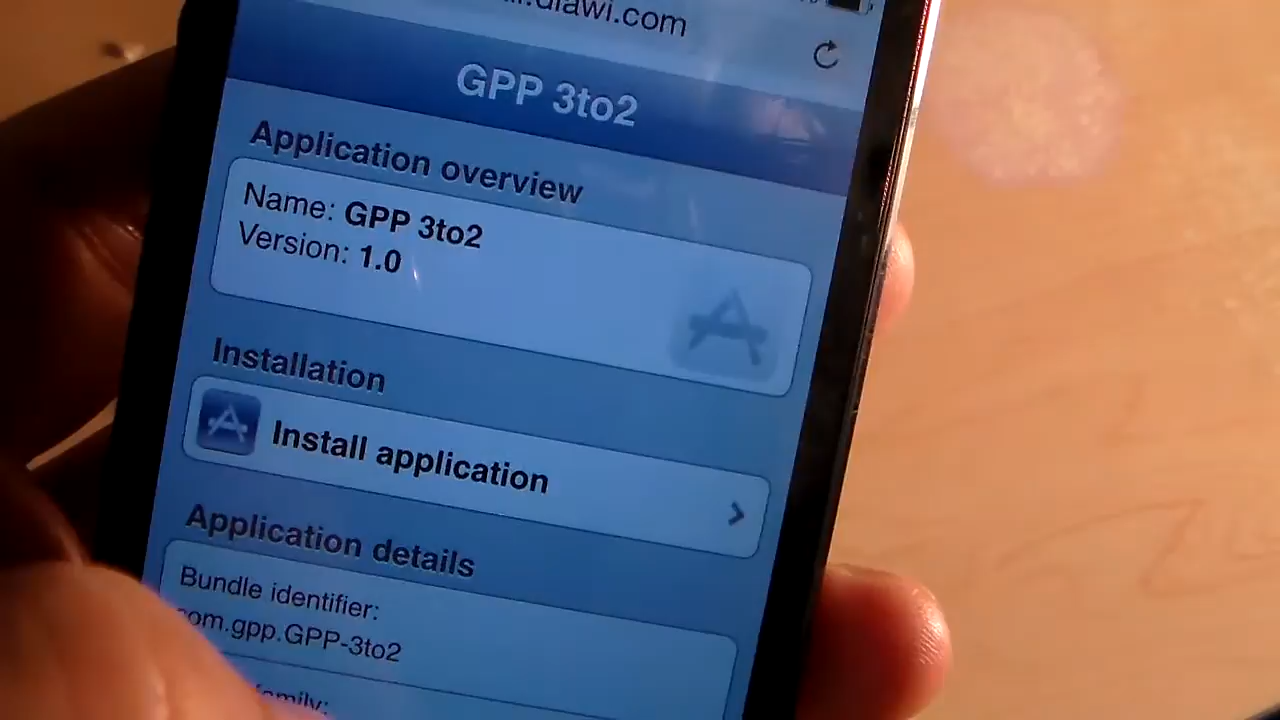 diawi.com
GPP 3to2
Application overview
Name: GPP 3to2
Version: 1.0
Installation
Install application
Application details
Bundle identifier:
com.gpp.GPP-3to2
family: